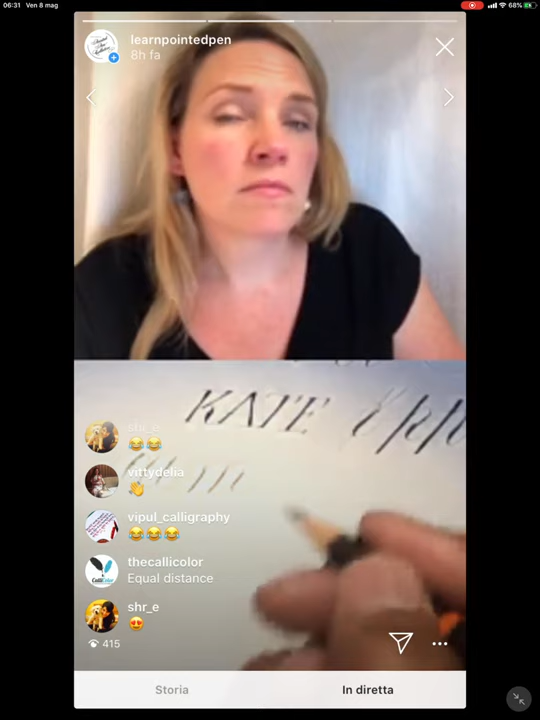 06:31 Ven 8 mag
68%
learnpointedpen
8h fa
KATE
shr_e
😂😂
vittydelia
👏
vipul_calligraphy
😂😂😂
thecallicolor
Equal distance
shr_e
😍
415
Storia
In diretta